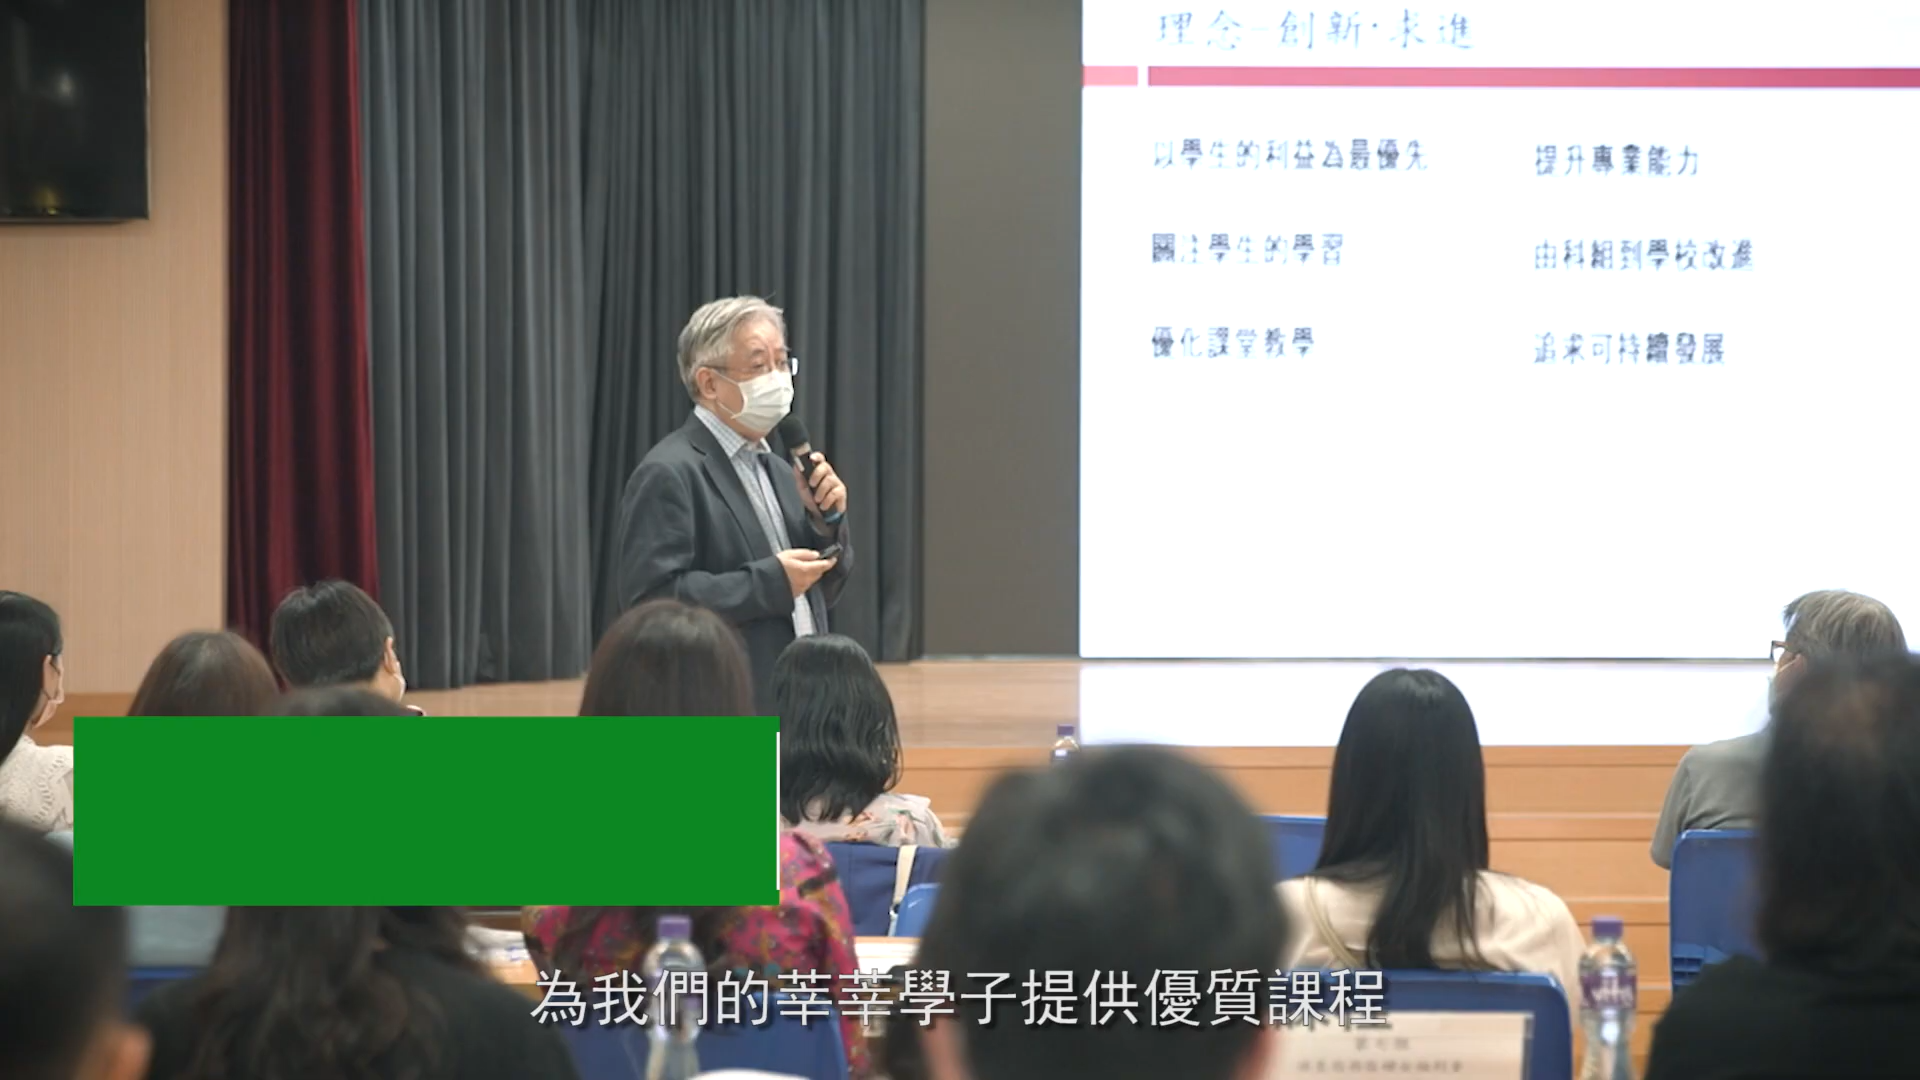 理念-創新·求進
以學生的利益為最優先
提升專業能力
關注學生的學習
由科組到學校改進
優化課堂教學
追求可持續發展
為我們的莘莘學子提供優質課程